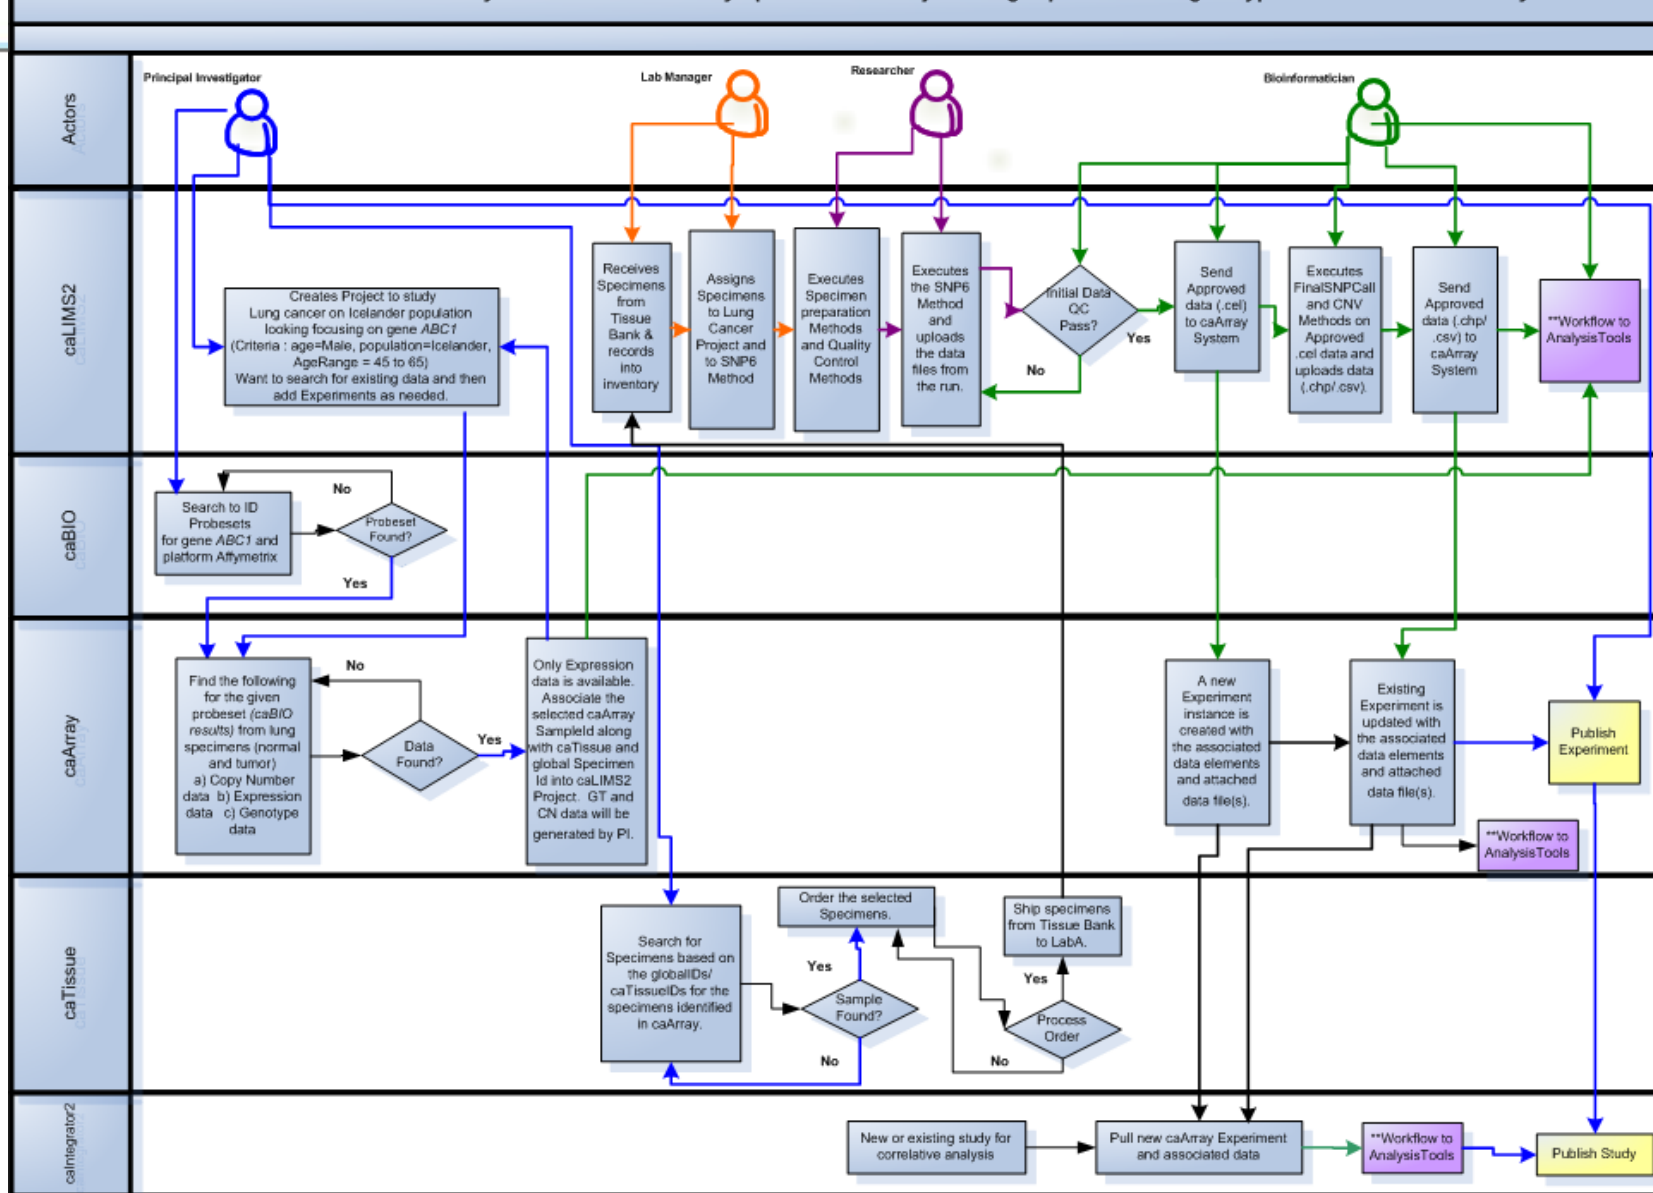 Principal Investigator
Lab Manager
Researcher
Bioinformatician
Actors
caLIMS2
Creates Project to study
Lung cancer on Icelander population
looking focusing on gene ABC1
(Criteria : age=Male, population=Icelander,
AgeRange = 45 to 65)
Want to search for existing data and then
add Experiments as needed.
Receives
Specimens
from
Tissue
Bank &
records
into
inventory
Assigns
Specimens
to Lung
Cancer
Project and
to SNP6
Method
Executes
Specimen
preparation
Methods
and Quality
Control
Methods
Executes
the SNP6
Method
and
uploads
the data
files from
the run.
Initial Data
QC
Pass?
Yes
No
Send
Approved
data (.cel)
to caArray
System
Executes
FinalSNPCall
and CNV
Methods on
Approved
.cel data and
uploads data
(.chp/.csv).
Send
Approved
data (.chp/
.csv) to
caArray
System
**Workflow to
AnalysisTools
caBIO
Search to ID
Probesets
for gene ABC1 and
platform Affymetrix
No
Probeset
Found?
Yes
caArray
Find the following
for the given
probeset (caBIO
results) from lung
specimens (normal
and tumor)
a) Copy Number
data b) Expression
data c) Genotype
data
No
Data
Found?
Yes
Only Expression
data is available.
Associate the
selected caArray
SampleId along
with caTissue and
global Specimen
Id into caLIMS2
Project. GT and
CN data will be
generated by PI.
A new
Experiment
instance is
created with
the associated
data elements
and attached
data file(s).
Existing
Experiment is
updated with
the associated
data elements
and attached
data file(s).
Publish
Experiment
**Workflow to
AnalysisTools
caTissue
Search for
Specimens based on
the globalIDs/
caTissueIDs for the
specimens identified
in caArray.
Order the selected
Specimens.
Yes
Sample
Found?
No
Ship specimens
from Tissue Bank
to LabA.
Yes
Process
Order
No
caIntegrator2
New or existing study for
correlative analysis
Pull new caArray Experiment
and associated data
**Workflow to
AnalysisTools
Publish Study